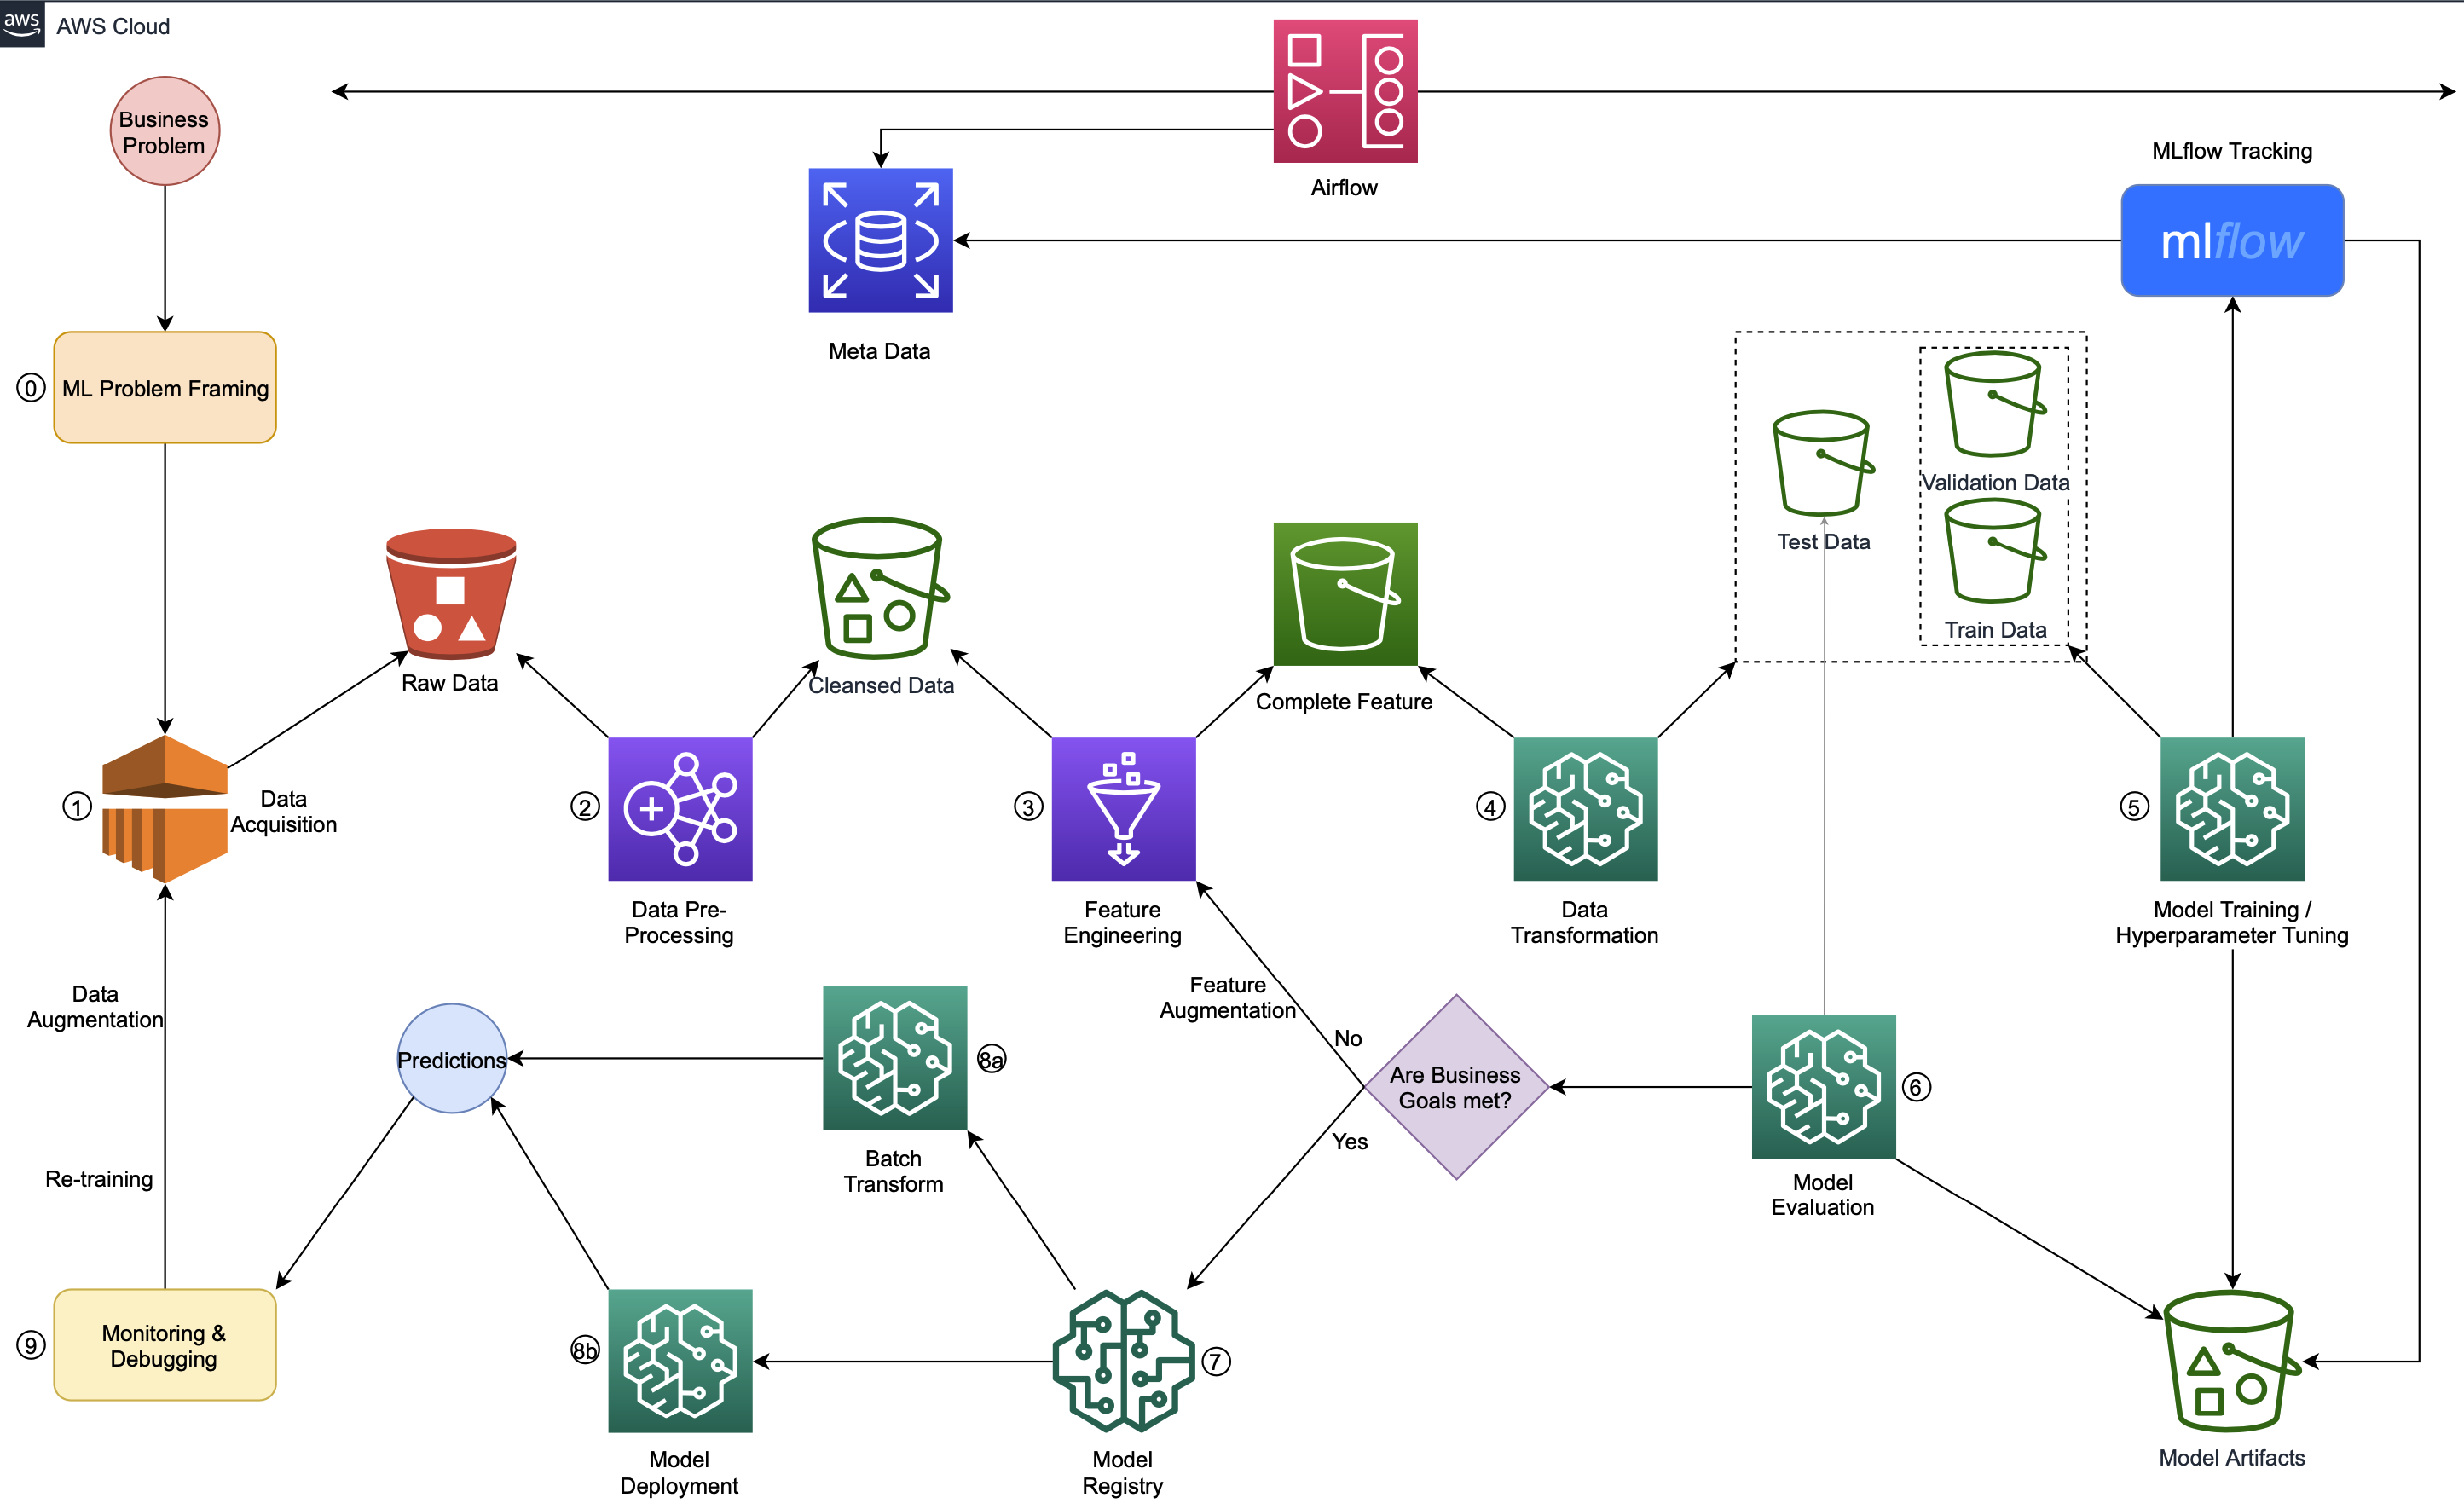 aws
AWS Cloud
Business
Problem
Airflow
MLflow Tracking
mlflow
Meta Data
0
ML Problem Framing
Validation Data
Test Data
Train Data
Raw Data
Cleansed Data
Complete Feature
1
Data
Acquisition
2
3
4
5
Data Pre-
Processing
Feature
Engineering
Data
Transformation
Model Training /
Hyperparameter Tuning
Data
Augmentation
Feature
Augmentation
No
Predictions
8a
Are Business
Goals met?
6
Yes
Re-training
Batch
Transform
Model
Evaluation
9
Monitoring &
Debugging
8b
7
Model
Deployment
Model
Registry
Model Artifacts